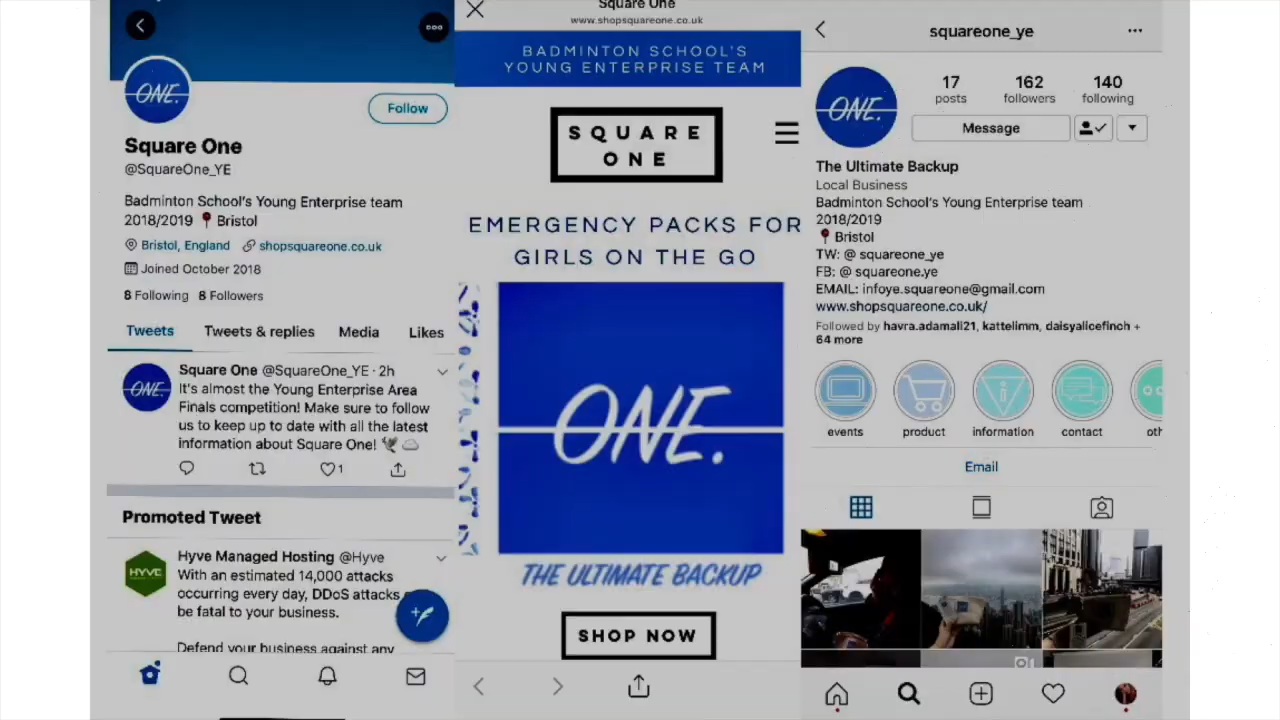 ONE.
Follow
Square One
@SquareOne_YE
Badminton School's Young Enterprise team
2018/2019 📍 Bristol
Bristol, England shopsquareone.co.uk
Joined October 2018
8 Following 8 Followers
Tweets Tweets & replies Media Likes
ONE.
Square One @SquareOne_YE · 2h
It's almost the Young Enterprise Area
Finals competition! Make sure to follow
us to keep up to date with all the latest
information about Square One! 🕊️☁️
1
Promoted Tweet
HYVE
Hyve Managed Hosting @Hyve
With an estimated 14,000 attacks
occurring every day, DDoS attacks
be fatal to your business.
Defend your business against any
Square One
www.shopsquareone.co.uk
BADMINTON SCHOOL'S
YOUNG ENTERPRISE TEAM
SQUARE
ONE
EMERGENCY PACKS FOR
GIRLS ON THE GO
ONE.
THE ULTIMATE BACKUP
SHOP NOW
squareone_ye
ONE.
17 162 140
posts followers following
Message
The Ultimate Backup
Local Business
Badminton School's Young Enterprise team
2018/2019
📍 Bristol
TW: @ squareone_ye
FB: @ squareone.ye
EMAIL: infoye.squareone@gmail.com
www.shopsquareone.co.uk/
Followed by havra.adamali21, kattelimm, daisyalicefinch +
64 more
events product information contact oth
Email